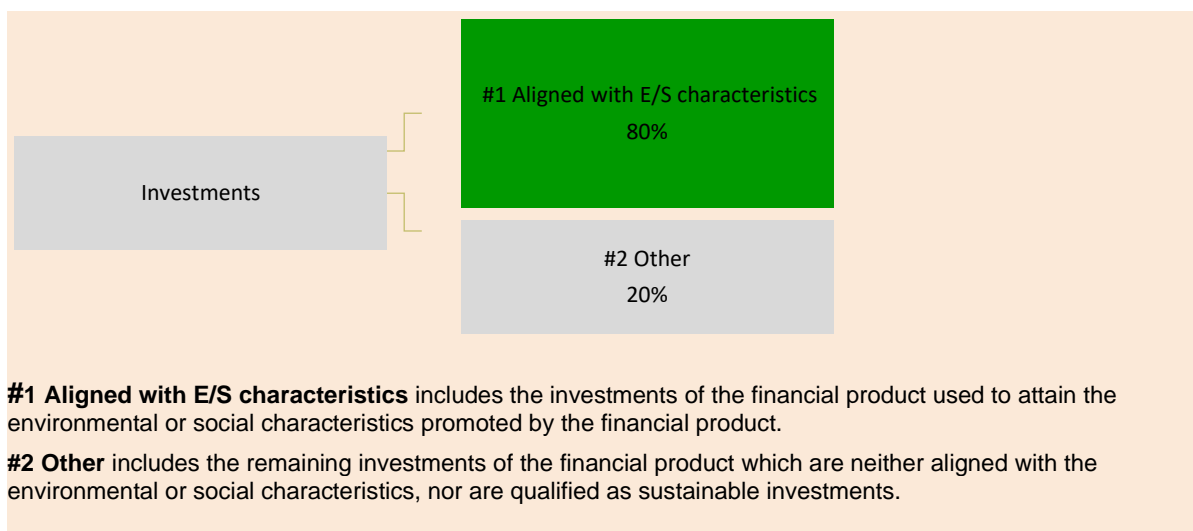 #1 Aligned with E/S characteristics
80%
Investments
#2 Other
20%
#1 Aligned with E/S characteristics includes the investments of the financial product used to attain the
environmental or social characteristics promoted by the financial product.
#2 Other includes the remaining investments of the financial product which are neither aligned with the
environmental or social characteristics, nor are qualified as sustainable investments.